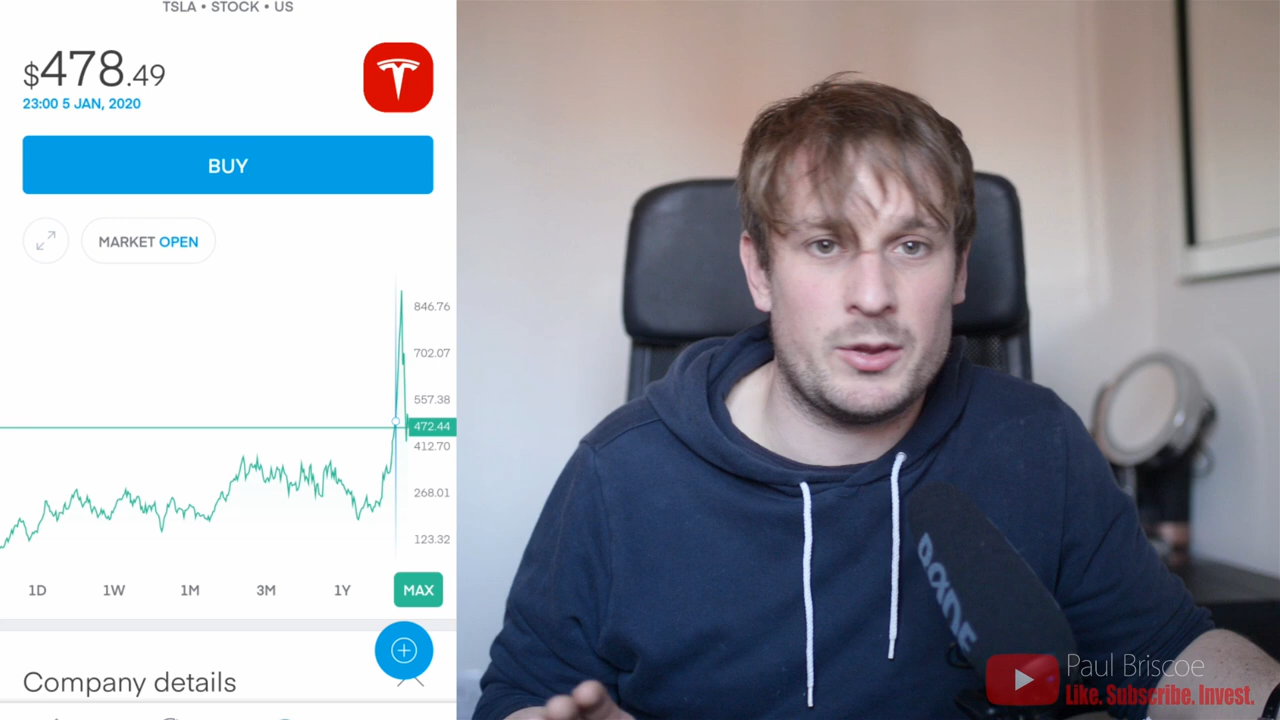 TSLA • STOCK • US
$478.49
23:00 5 JAN, 2020
BUY
MARKET OPEN
846.76
702.07
557.38
472.44
412.70
268.01
123.32
1D 1W 1M 3M 1Y MAX
Company details
Paul Briscoe
Like. Subscribe. Invest.